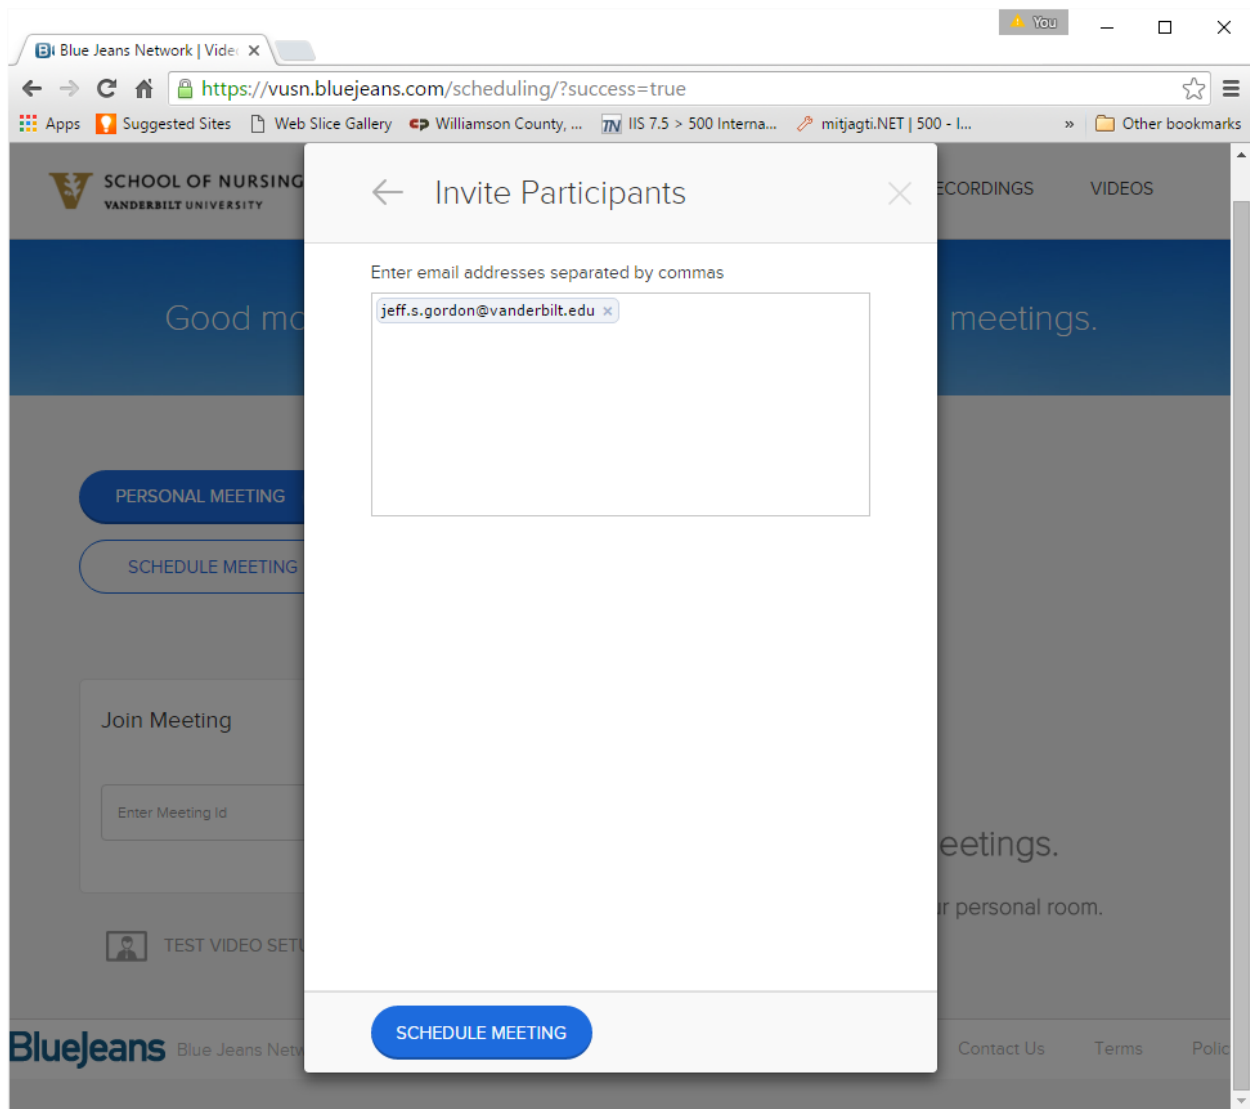 You
Blue Jeans Network | Vide
https://vusn.bluejeans.com/scheduling/?success=true
Apps Suggested Sites Web Slice Gallery Williamson County, ... IIS 7.5 > 500 Interna... mitjagti.NET | 500 - I... » Other bookmarks
SCHOOL OF NURSING
VANDERBILT UNIVERSITY
Invite Participants
ECORDINGS VIDEOS
Enter email addresses separated by commas
jeff.s.gordon@vanderbilt.edu ×
Good mo
meetings.
PERSONAL MEETING
SCHEDULE MEETING
Join Meeting
Enter Meeting Id
eetings.
ur personal room.
TEST VIDEO SETU
SCHEDULE MEETING
BlueJeans Blue Jeans Netw
Contact Us Terms Polic